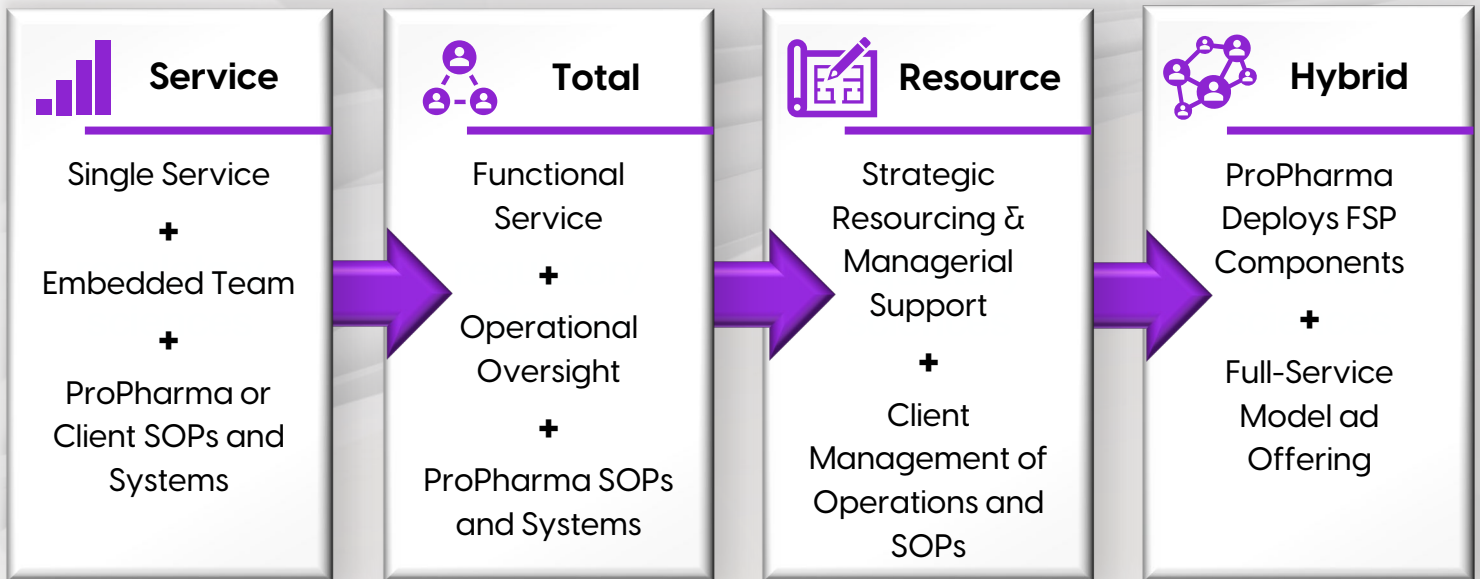 Service
Single Service
+
Embedded Team
+
ProPharma or
Client SOPs and
Systems
Total
Functional
Service
+
Operational
Oversight
+
ProPharma SOPs
and Systems
Resource
Strategic
Resourcing &
Managerial
Support
+
Client
Management of
Operations and
SOPs
Hybrid
ProPharma
Deploys FSP
Components
+
Full-Service
Model ad
Offering